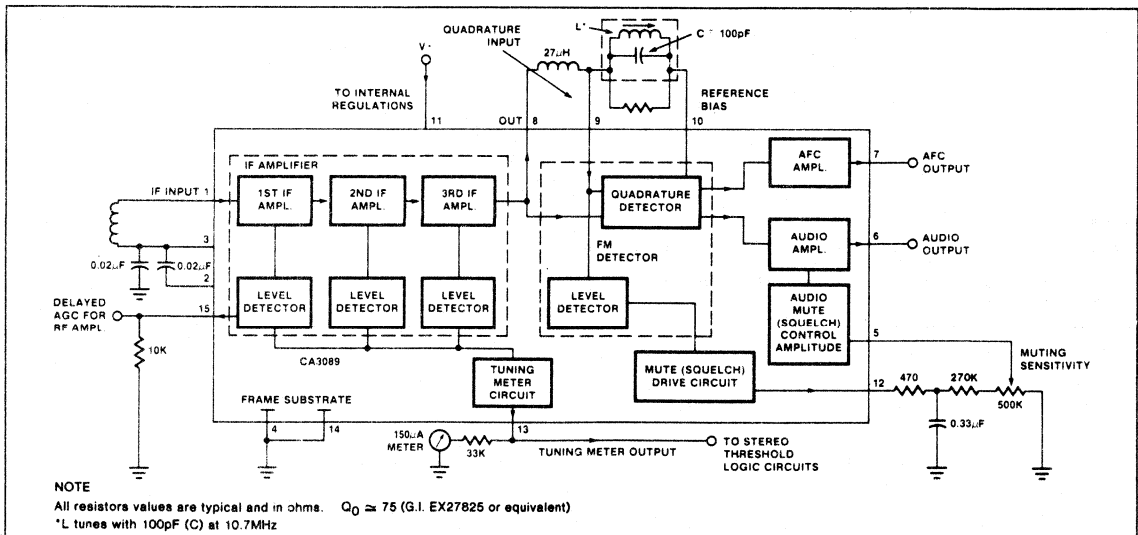 QUADRATURE
INPUT
L*
C = 100pF
27μH
V+
TO INTERNAL
REGULATIONS
11
OUT 8
9
REFERENCE
BIAS
10
IF AMPLIFIER
IF INPUT 1
1ST IF
AMPL.
2ND IF
AMPL.
3RD IF
AMPL.
QUADRATURE
DETECTOR
AFC
AMPL.
7
AFC
OUTPUT
AUDIO
AMPL.
6
AUDIO
OUTPUT
3
0.02μF
0.02μF
2
FM
DETECTOR
DELAYED
AGC FOR
RF AMPL.
15
LEVEL
DETECTOR
LEVEL
DETECTOR
LEVEL
DETECTOR
LEVEL
DETECTOR
AUDIO
MUTE
(SQUELCH)
CONTROL
AMPLITUDE
5
MUTING
SENSITIVITY
10K
CA3089
TUNING
METER
CIRCUIT
MUTE (SQUELCH)
DRIVE CIRCUIT
12
470
270K
500K
0.33μF
FRAME SUBSTRATE
4
14
13
150μA
METER
33K
TUNING METER OUTPUT
TO STEREO
THRESHOLD
LOGIC CIRCUITS
NOTE
All resistors values are typical and in ohms. Q0 ≃ 75 (G.I. EX27825 or equivalent)
*L tunes with 100pF (C) at 10.7MHz